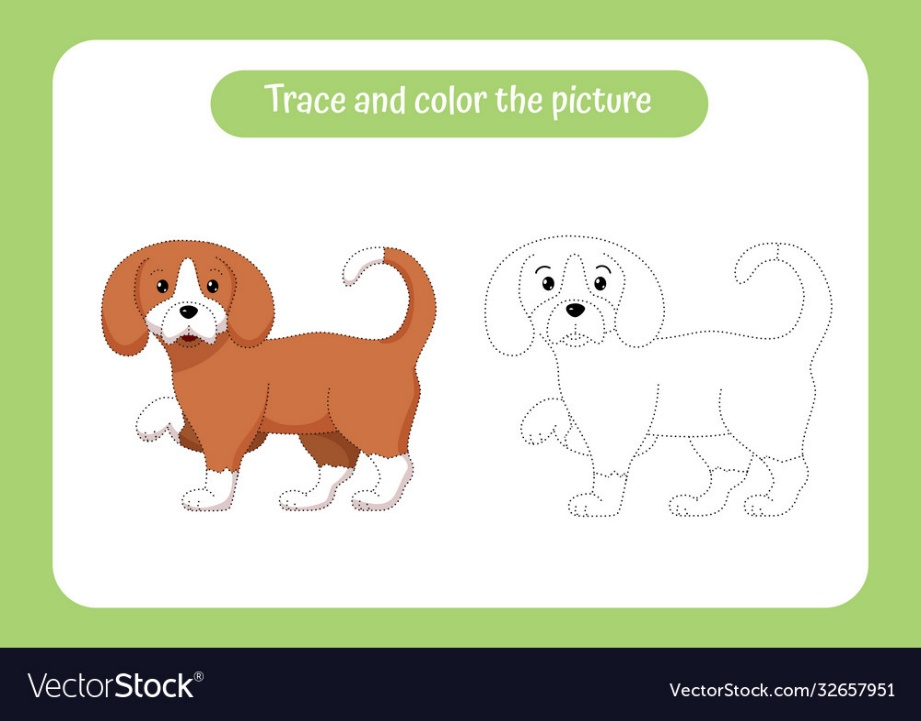 Trace and color the picture
VectorStock®
VectorStock.com/32657951